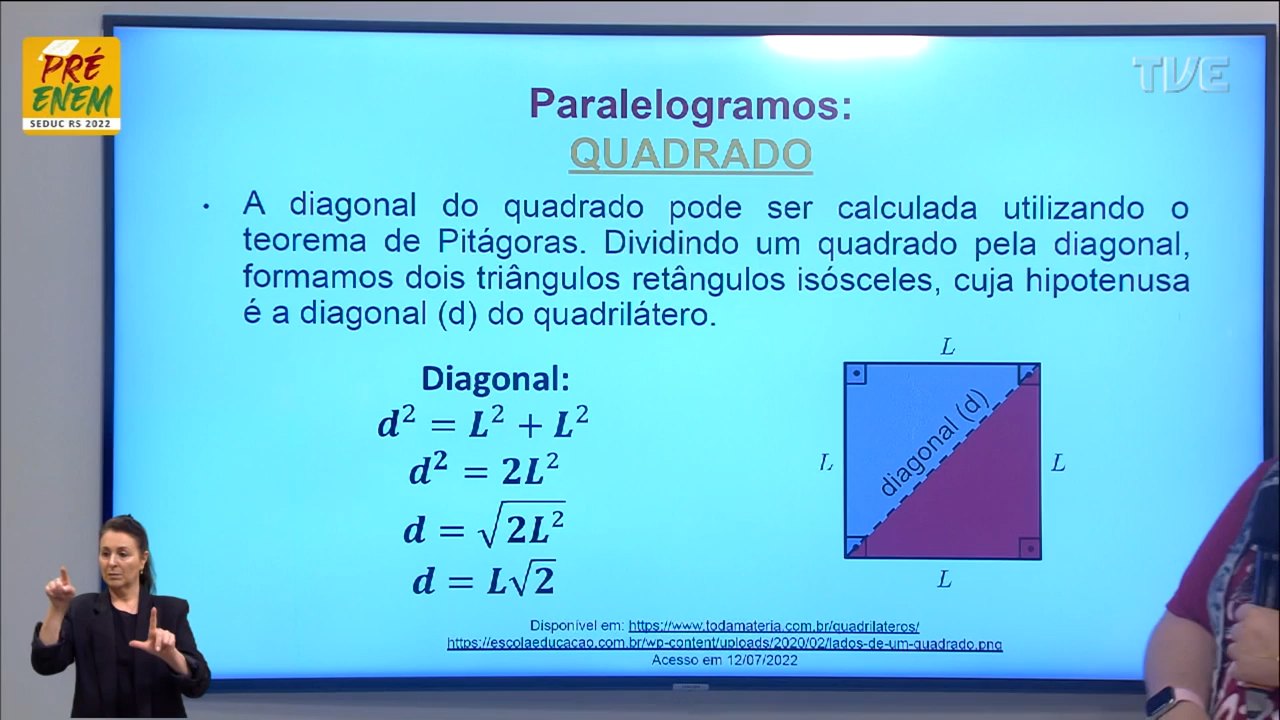 PRÉ
ENEM
SEDUC RS 2022
TVE
Paralelogramos:
QUADRADO
• A diagonal do quadrado pode ser calculada utilizando o
teorema de Pitágoras. Dividindo um quadrado pela diagonal,
formamos dois triângulos retângulos isósceles, cuja hipotenusa
é a diagonal (d) do quadrilátero.
Diagonal:
d² = L² + L²
d² = 2L²
d = √2L²
d = L√2
L
L
diagonal (d)
L
L
Disponível em: https://www.todamateria.com.br/quadrilateros/
https://escolaeducacao.com.br/wp-content/uploads/2020/02/lados-de-um-quadrado.png
Acesso em 12/07/2022